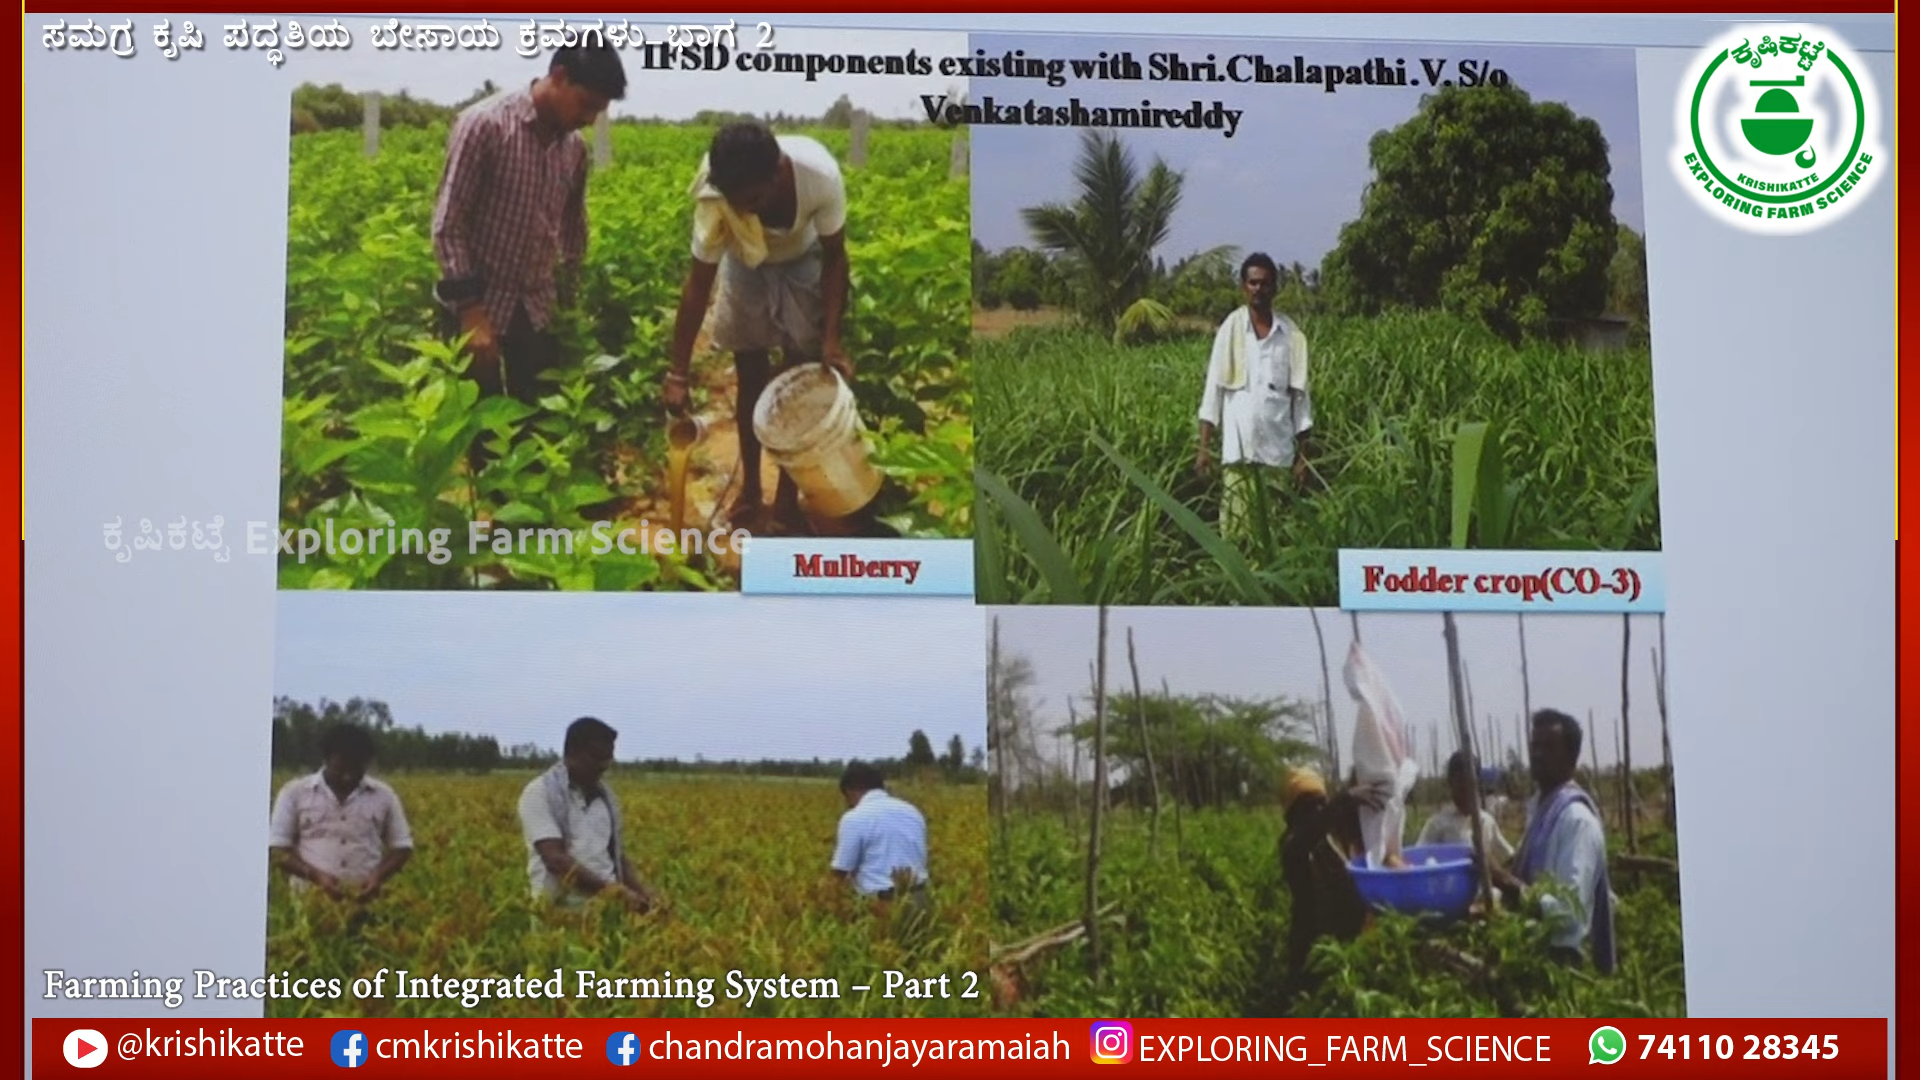 ಸಮಗ್ರ ಕೃಷಿ ಪದ್ಧತಿಯ ಬೇಸಾಯ ಕ್ರಮಗಳು-ಭಾಗ 2
IFSD components existing with Shri.Chalapathi.V. S/o
Venkatashamireddy
ಕೃಷಿಕಟ್ಟೆ
KRISHIKATTE
EXPLORING FARM SCIENCE
ಕೃಷಿಕಟ್ಟೆ Exploring Farm Science
Mulberry
Fodder crop(CO-3)
Farming Practices of Integrated Farming System – Part 2
@krishikatte cmkrishikatte chandramohanjayaramaiah EXPLORING_FARM_SCIENCE 74110 28345